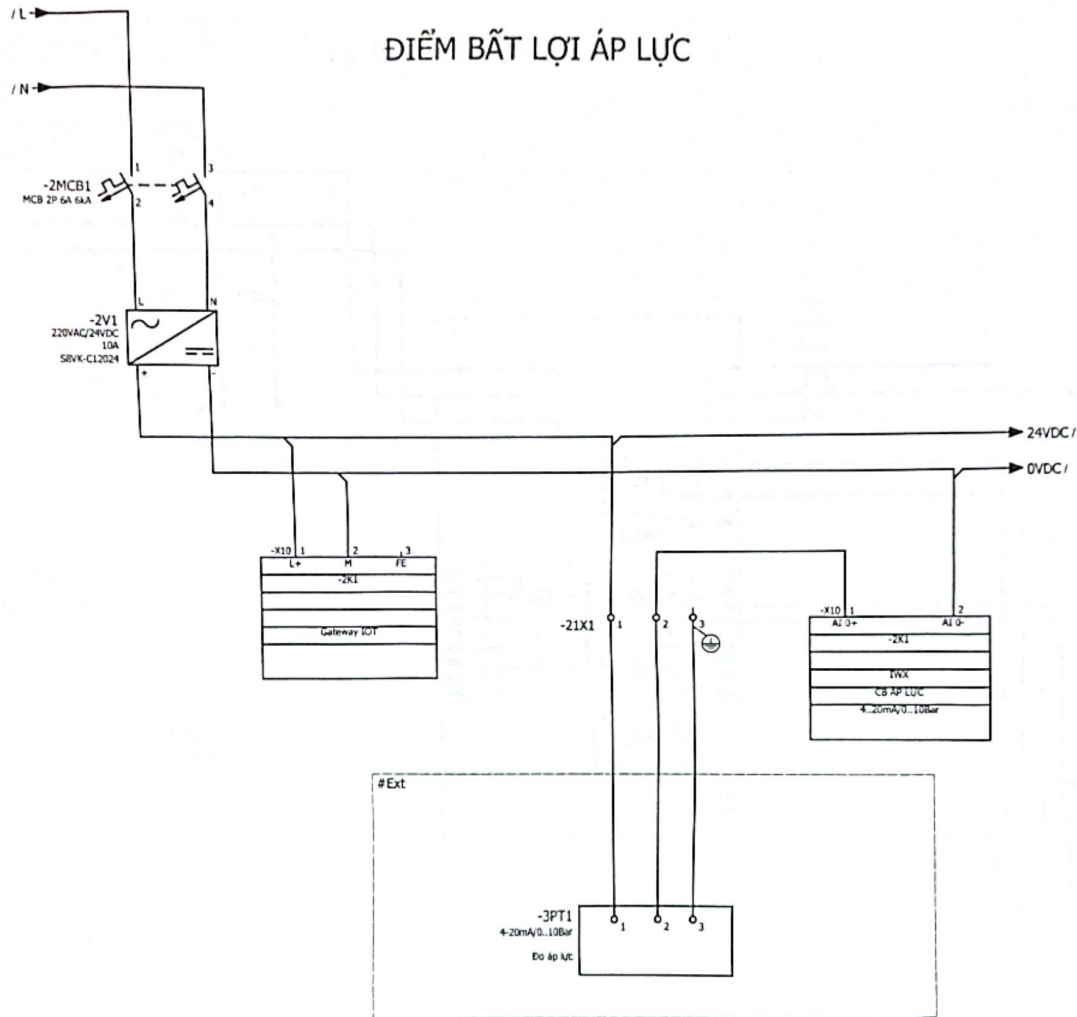 / L
ĐIỂM BẤT LỢI ÁP LỰC
/ N
1 3
-2MCB1
MCB 2P 6A 6kA
2 4
L N
-2V1
220VAC/24VDC
10A
S8VK-C12024
+ -
24VDC /
0VDC /
-X10 1 2 3
L+ M FE
-2K1
Gateway IOT
-21X1 1 2 3
-X10 1 2
AI 0+ AI 0-
-2K1
IWX
CB ÁP LỰC
4..20mA/0..10Bar
#Ext
-3PT1 1 2 3
4-20mA/0..10Bar
Đo áp lực